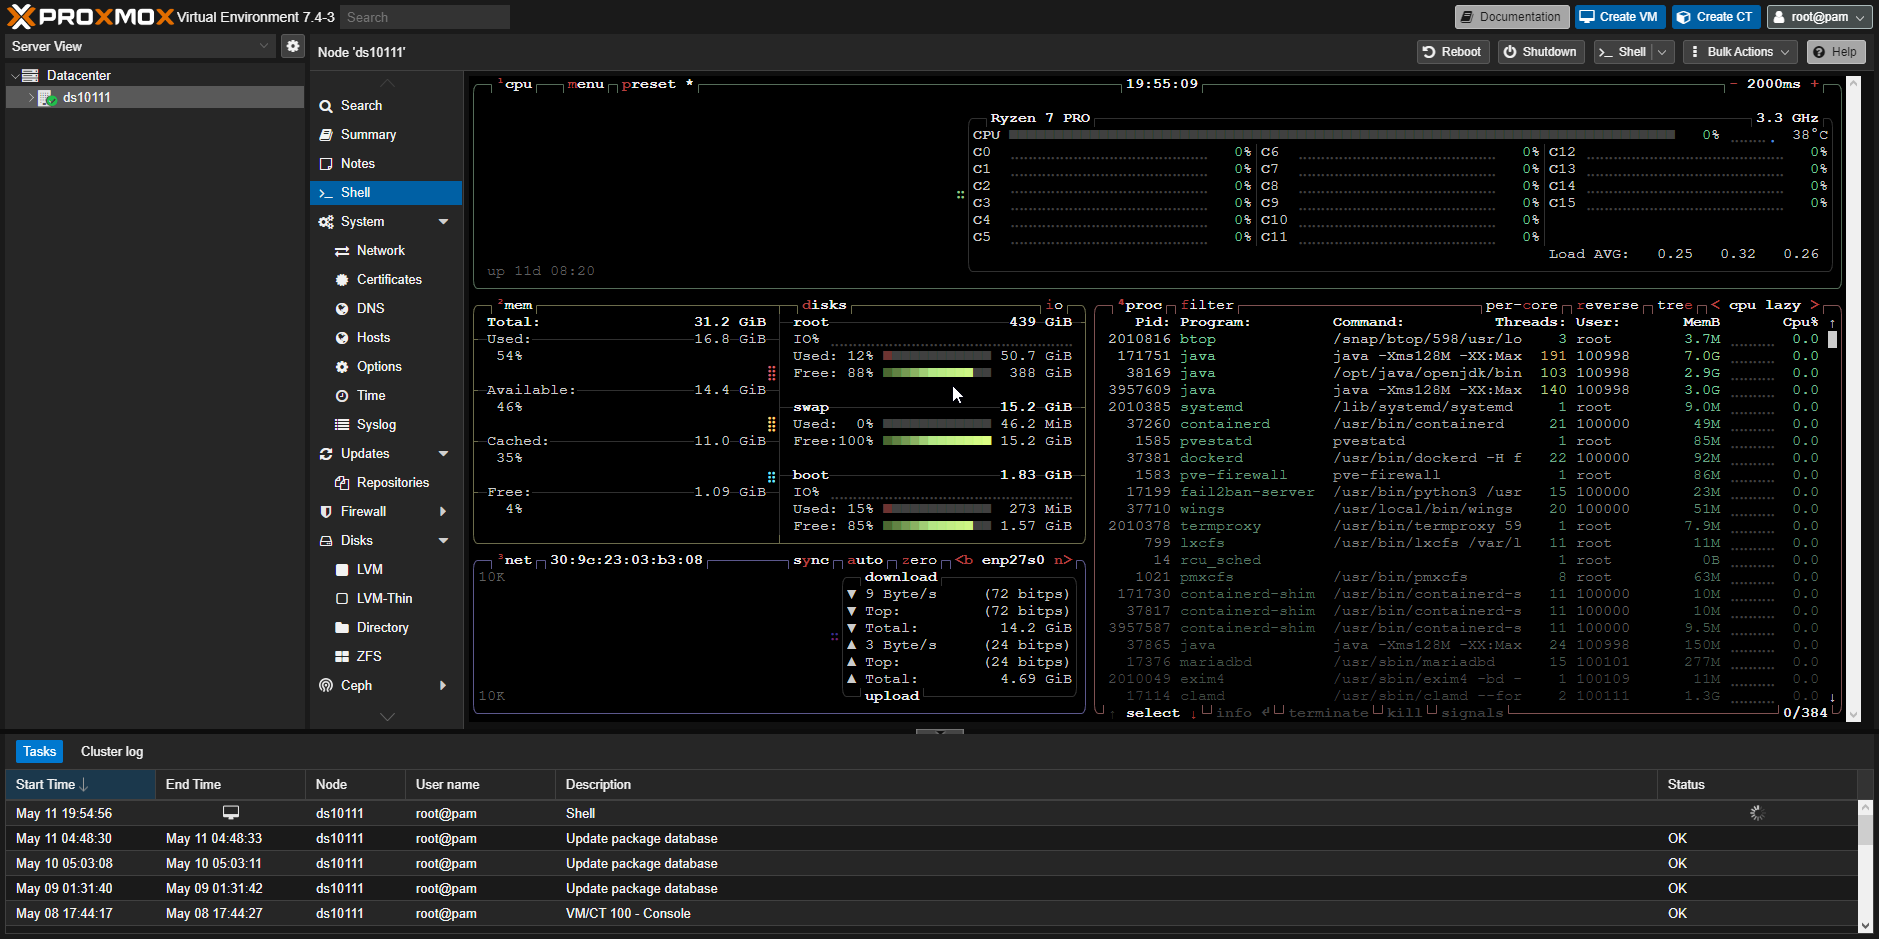 PROXMOX Virtual Environment 7.4-3 Search Documentation Create VM Create CT root@pam
Server View
Node 'ds10111' Reboot Shutdown Shell Bulk Actions Help
Datacenter
ds10111
Search
Summary
Notes
Shell
System
Network
Certificates
DNS
Hosts
Options
Time
Syslog
Updates
Repositories
Firewall
Disks
LVM
LVM-Thin
Directory
ZFS
Ceph
1cpu menu preset * 19:55:09 - 2000ms +
Ryzen 7 PRO 3.3 GHz
CPU 0% 38°C
C0 0% C6 0% C12 0%
C1 0% C7 0% C13 0%
C2 0% C8 0% C14 0%
C3 0% C9 0% C15 0%
C4 0% C10 0%
C5 0% C11 0%
Load AVG: 0.25 0.32 0.26
up 11d 08:20
2mem
Total: 31.2 GiB
Used: 16.8 GiB
54%
Available: 14.4 GiB
46%
Cached: 11.0 GiB
35%
Free: 1.09 GiB
4%
disks io
root 439 GiB
IO%
Used: 12% 50.7 GiB
Free: 88% 388 GiB
swap 15.2 GiB
Used: 0% 46.2 MiB
Free:100% 15.2 GiB
boot 1.83 GiB
IO%
Used: 15% 273 MiB
Free: 85% 1.57 GiB
3net 30:9c:23:03:b3:08 sync auto zero <b enp27s0 n>
10K
download
▼ 9 Byte/s (72 bitps)
▼ Top: (72 bitps)
▼ Total: 14.2 GiB
▲ 3 Byte/s (24 bitps)
▲ Top: (24 bitps)
▲ Total: 4.69 GiB
upload
10K
4proc filter per-core reverse tree < cpu lazy >
Pid: Program: Command: Threads: User: MemB Cpu% ↑
2010816 btop /snap/btop/598/usr/lo 3 root 3.7M 0.0
171751 java java -Xms128M -XX:Max 191 100998 7.0G 0.0
38169 java /opt/java/openjdk/bin 103 100998 2.9G 0.0
3957609 java java -Xms128M -XX:Max 140 100998 3.0G 0.0
2010385 systemd /lib/systemd/systemd 1 root 9.0M 0.0
37260 containerd /usr/bin/containerd 21 100000 49M 0.0
1585 pvestatd pvestatd 1 root 85M 0.0
37381 dockerd /usr/bin/dockerd -H f 22 100000 92M 0.0
1583 pve-firewall pve-firewall 1 root 86M 0.0
17199 fail2ban-server /usr/bin/python3 /usr 15 100000 23M 0.0
37710 wings /usr/local/bin/wings 20 100000 51M 0.0
2010378 termproxy /usr/bin/termproxy 59 1 root 7.9M 0.0
799 lxcfs /usr/bin/lxcfs /var/l 11 root 11M 0.0
14 rcu_sched 1 root 0B 0.0
1021 pmxcfs /usr/bin/pmxcfs 8 root 63M 0.0
171730 containerd-shim /usr/bin/containerd-s 11 100000 10M 0.0
37817 containerd-shim /usr/bin/containerd-s 11 100000 10M 0.0
3957587 containerd-shim /usr/bin/containerd-s 11 100000 9.5M 0.0
37865 java java -Xms128M -XX:Max 24 100998 150M 0.0
17376 mariadbd /usr/sbin/mariadbd 15 100101 277M 0.0
2010049 exim4 /usr/sbin/exim4 -bd - 1 100109 11M 0.0
17114 clamd /usr/sbin/clamd --for 2 100111 1.3G 0.0 ↓
↑ select ↓ info ↲ terminate kill signals 0/384
Tasks Cluster log
Start Time ↓ End Time Node User name Description Status
May 11 19:54:56 ds10111 root@pam Shell
May 11 04:48:30 May 11 04:48:33 ds10111 root@pam Update package database OK
May 10 05:03:08 May 10 05:03:11 ds10111 root@pam Update package database OK
May 09 01:31:40 May 09 01:31:42 ds10111 root@pam Update package database OK
May 08 17:44:17 May 08 17:44:27 ds10111 root@pam VM/CT 100 - Console OK